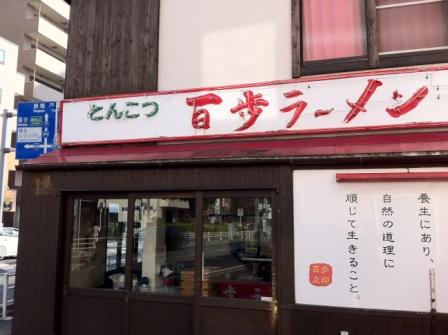 とんこつ 百歩ラーメン
養生にあり、
自然の道理に
順じて生きること。
百歩
之印